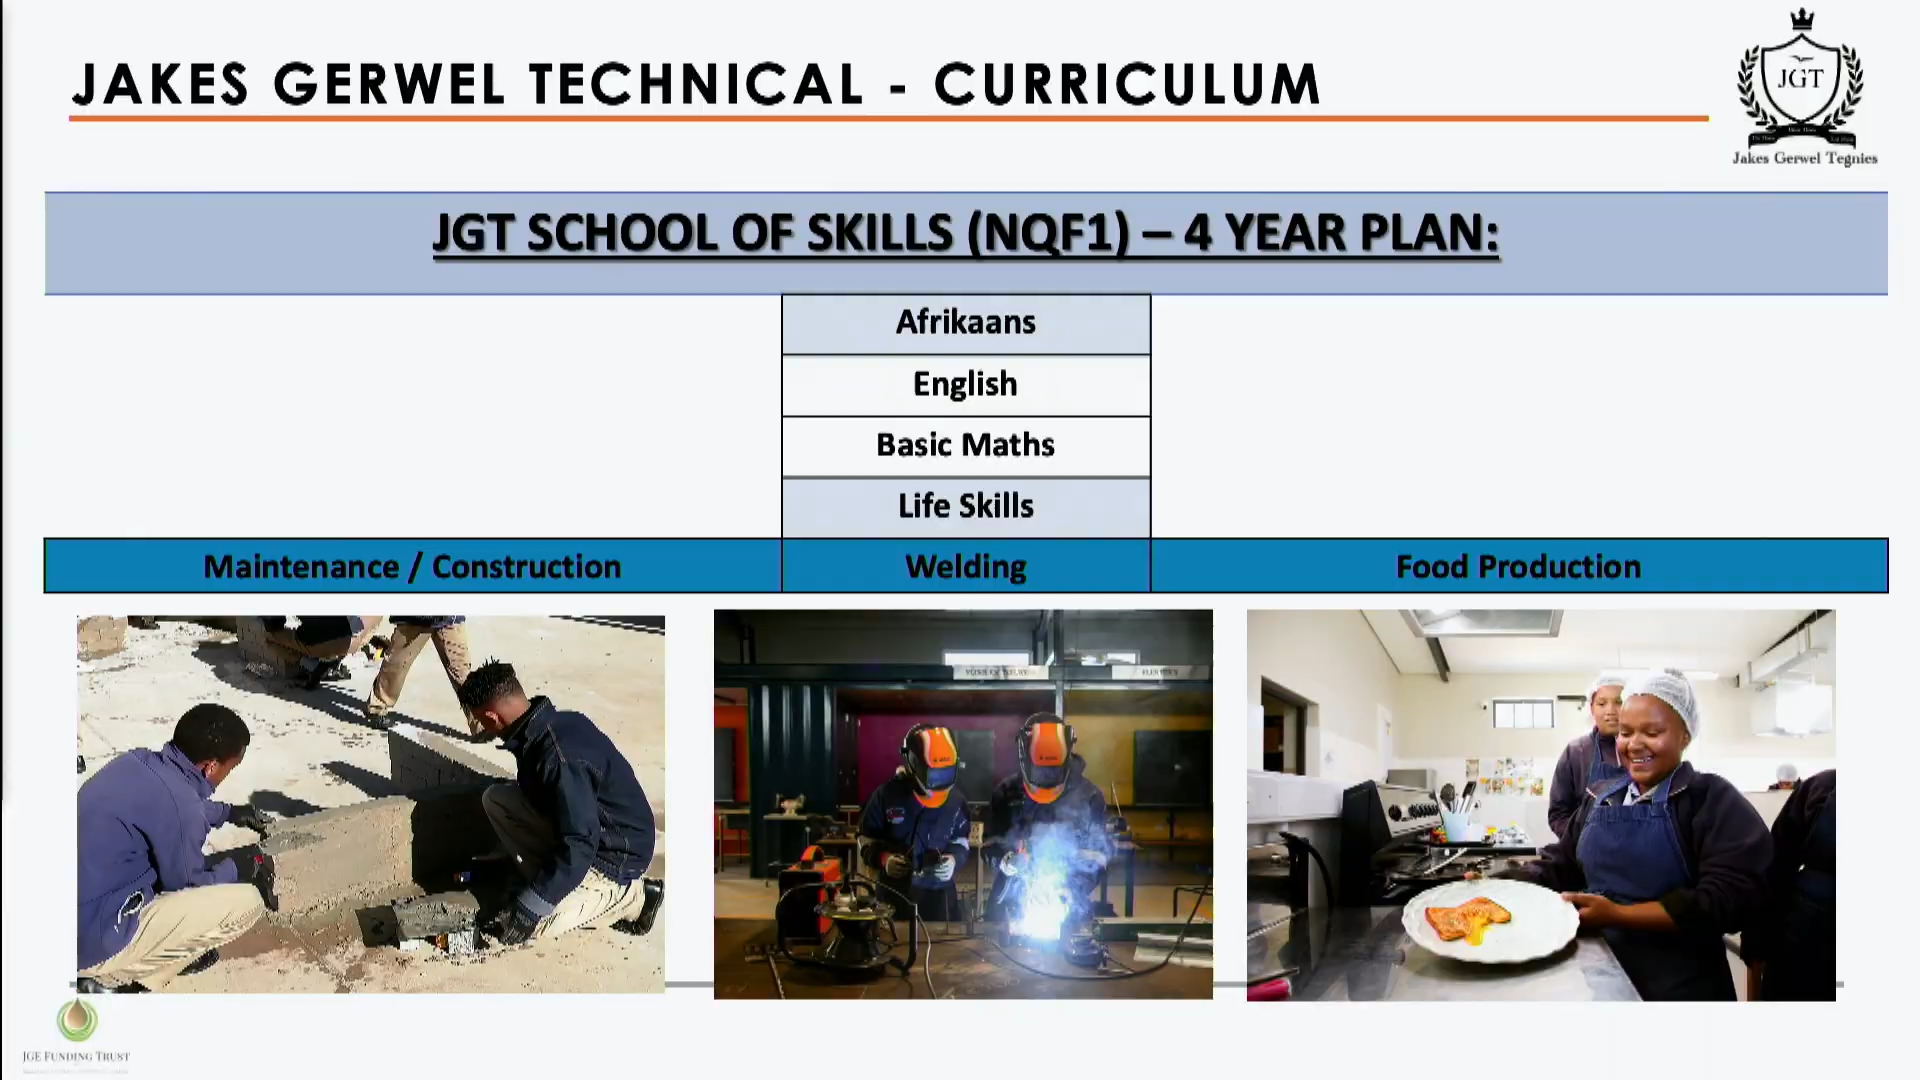 JAKES GERWEL TECHNICAL - CURRICULUM
JGT
Jakes Gerwel Tegnies
JGT SCHOOL OF SKILLS (NQF1) – 4 YEAR PLAN:
Afrikaans
English
Basic Maths
Life Skills
Maintenance / Construction
Welding
Food Production
JGE FUNDING TRUST